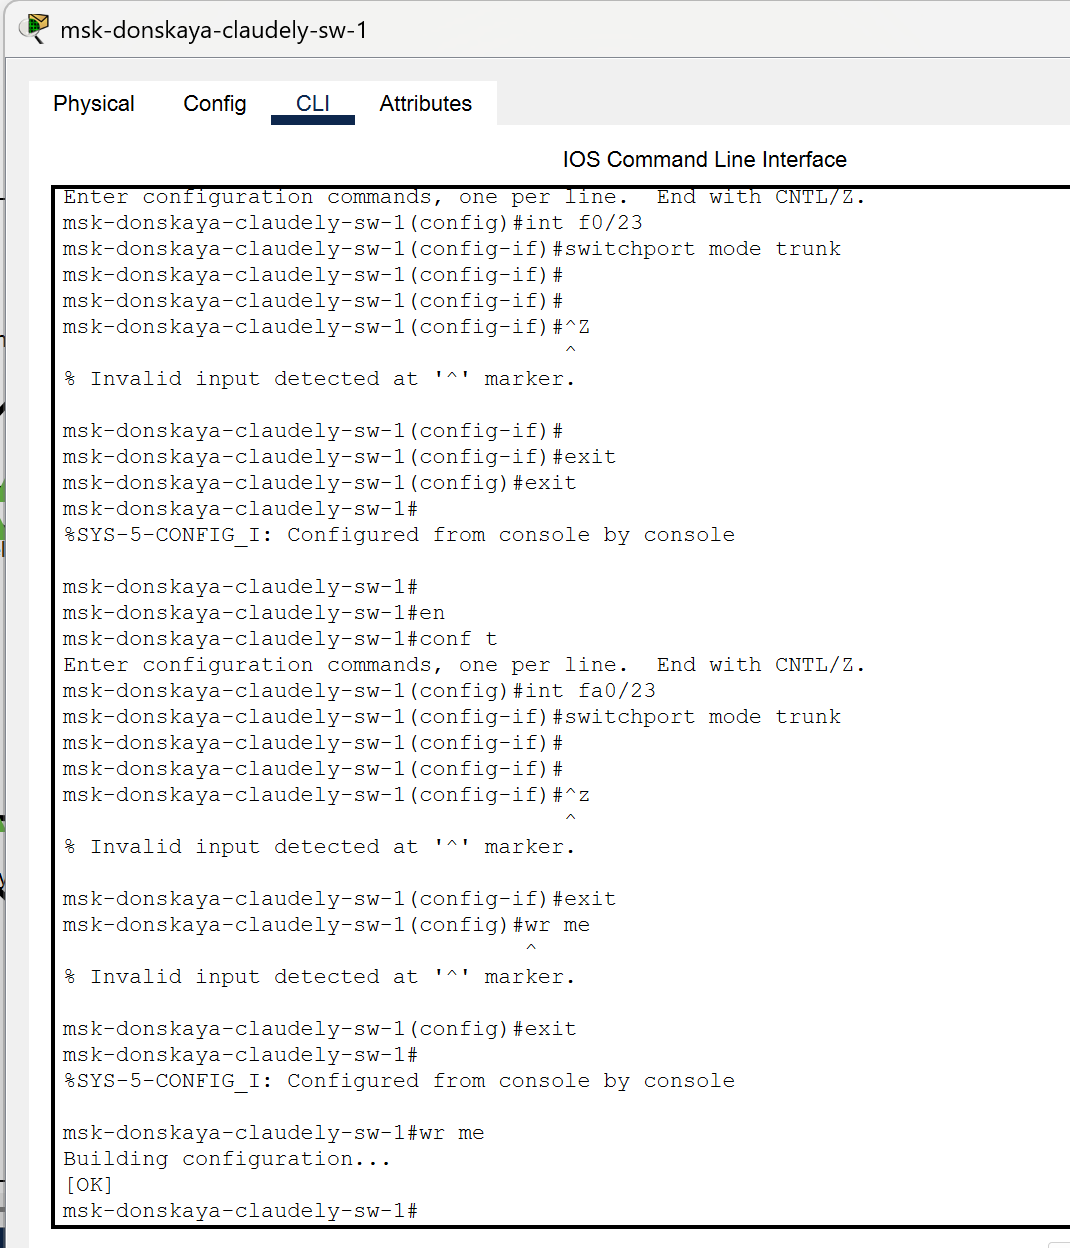 msk-donskaya-claudely-sw-1
Physical Config CLI Attributes
IOS Command Line Interface
Enter configuration commands, one per line.  End with CNTL/Z.
msk-donskaya-claudely-sw-1(config)#int f0/23
msk-donskaya-claudely-sw-1(config-if)#switchport mode trunk
msk-donskaya-claudely-sw-1(config-if)#
msk-donskaya-claudely-sw-1(config-if)#
msk-donskaya-claudely-sw-1(config-if)#^Z
^
% Invalid input detected at '^' marker.
msk-donskaya-claudely-sw-1(config-if)#
msk-donskaya-claudely-sw-1(config-if)#exit
msk-donskaya-claudely-sw-1(config)#exit
msk-donskaya-claudely-sw-1#
%SYS-5-CONFIG_I: Configured from console by console
msk-donskaya-claudely-sw-1#
msk-donskaya-claudely-sw-1#en
msk-donskaya-claudely-sw-1#conf t
Enter configuration commands, one per line.  End with CNTL/Z.
msk-donskaya-claudely-sw-1(config)#int fa0/23
msk-donskaya-claudely-sw-1(config-if)#switchport mode trunk
msk-donskaya-claudely-sw-1(config-if)#
msk-donskaya-claudely-sw-1(config-if)#
msk-donskaya-claudely-sw-1(config-if)#^z
^
% Invalid input detected at '^' marker.
msk-donskaya-claudely-sw-1(config-if)#exit
msk-donskaya-claudely-sw-1(config)#wr me
^
% Invalid input detected at '^' marker.
msk-donskaya-claudely-sw-1(config)#exit
msk-donskaya-claudely-sw-1#
%SYS-5-CONFIG_I: Configured from console by console
msk-donskaya-claudely-sw-1#wr me
Building configuration...
[OK]
msk-donskaya-claudely-sw-1#